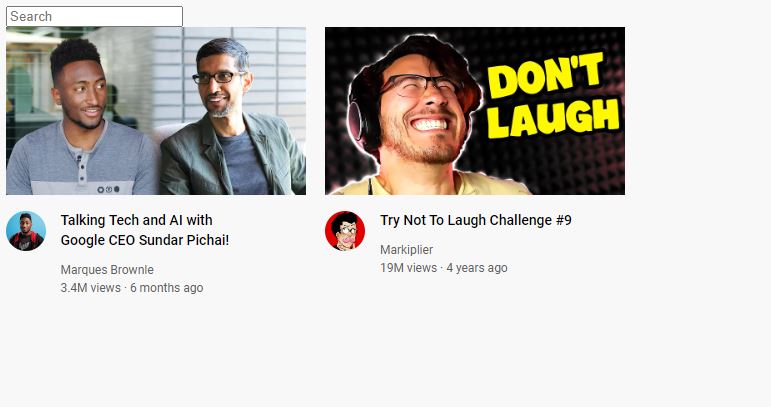 Search
DON'T
LAUGH
Talking Tech and AI with
Google CEO Sundar Pichai!
Marques Brownle
3.4M views · 6 months ago
Try Not To Laugh Challenge #9
Markiplier
19M views · 4 years ago